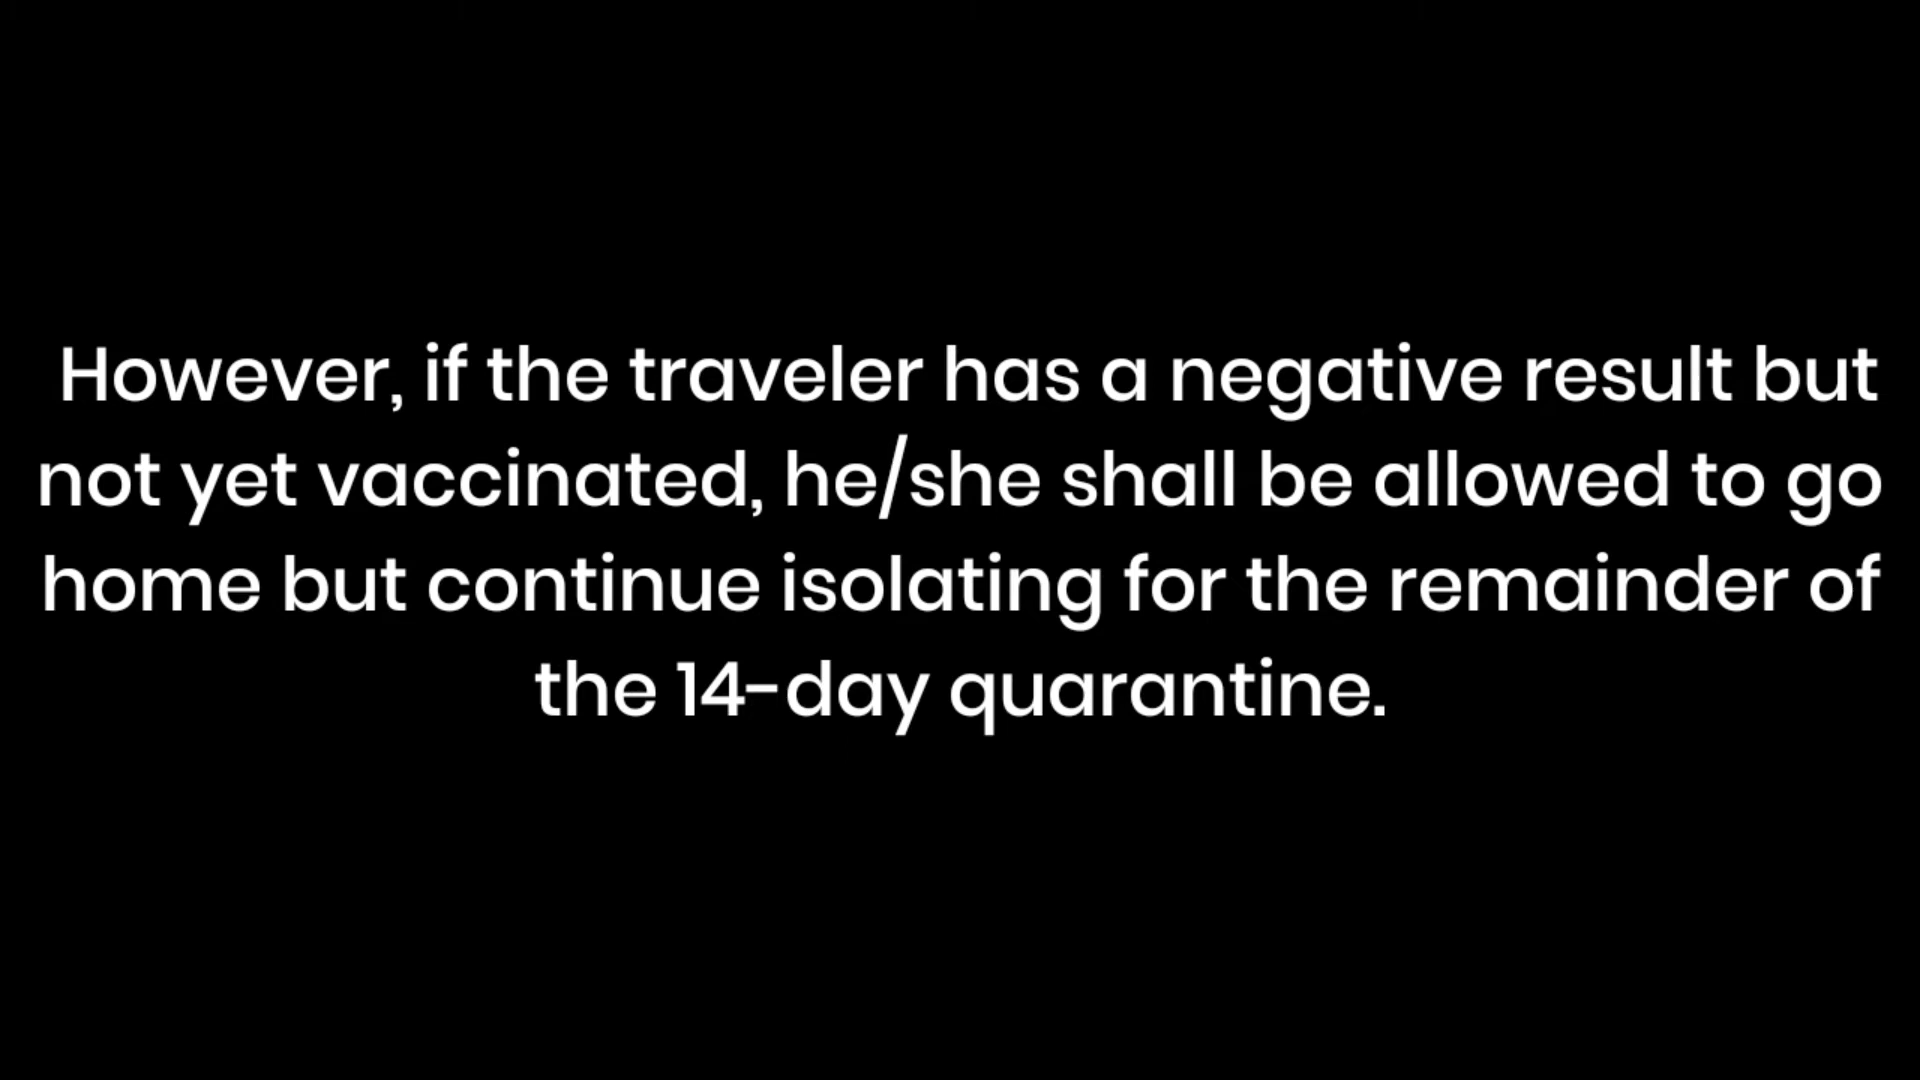 However, if the traveler has a negative result but
not yet vaccinated, he/she shall be allowed to go
home but continue isolating for the remainder of
the 14-day quarantine.